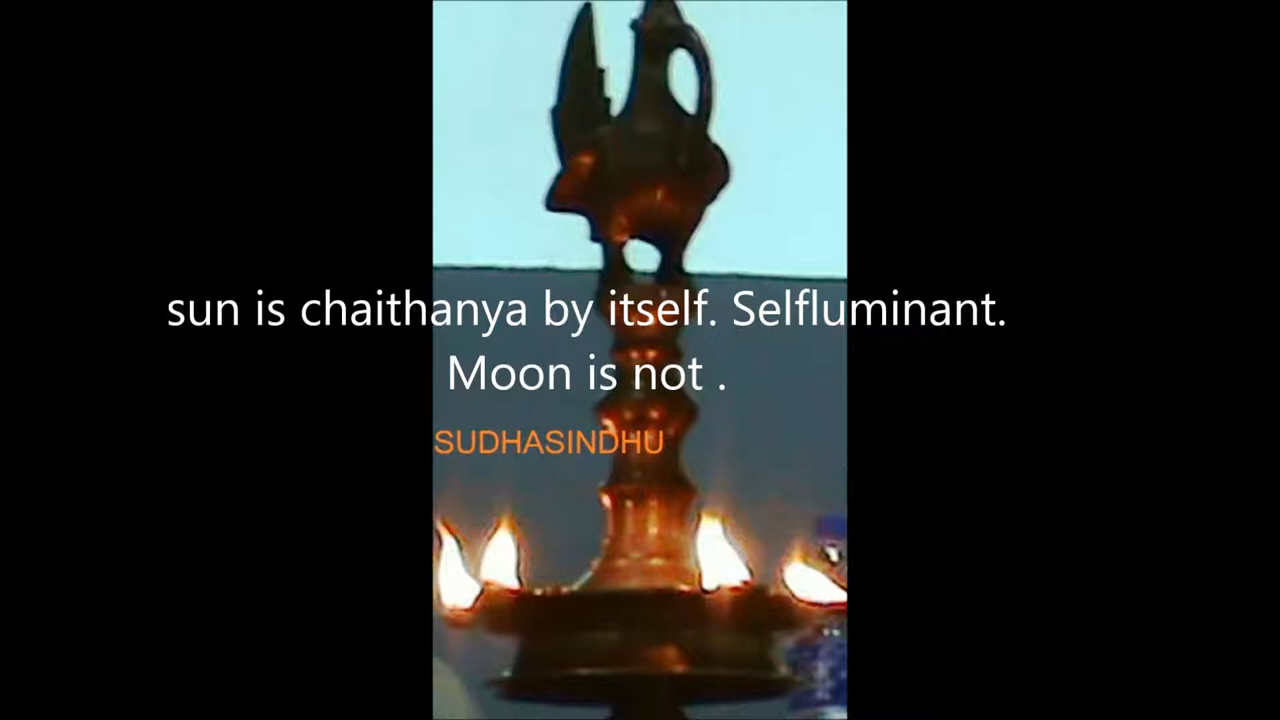 sun is chaithanya by itself. Selfluminant.
Moon is not .
SUDHASINDHU